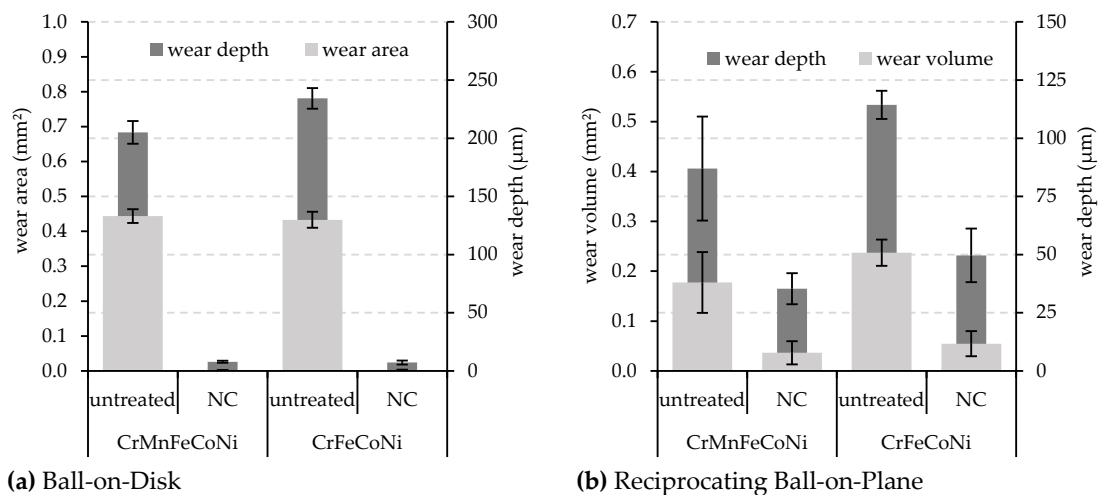 1.0
0.9
0.8
0.7
0.6
0.5
0.4
0.3
0.2
0.1
0.0
wear area (mm²)
wear depth wear area
300
250
200
150
100
50
0
wear depth (µm)
untreated NC untreated NC
CrMnFeCoNi CrFeCoNi
(a) Ball-on-Disk
0.7
0.6
0.5
0.4
0.3
0.2
0.1
0.0
wear volume (mm²)
wear depth wear volume
150
125
100
75
50
25
0
wear depth (µm)
untreated NC untreated NC
CrMnFeCoNi CrFeCoNi
(b) Reciprocating Ball-on-Plane